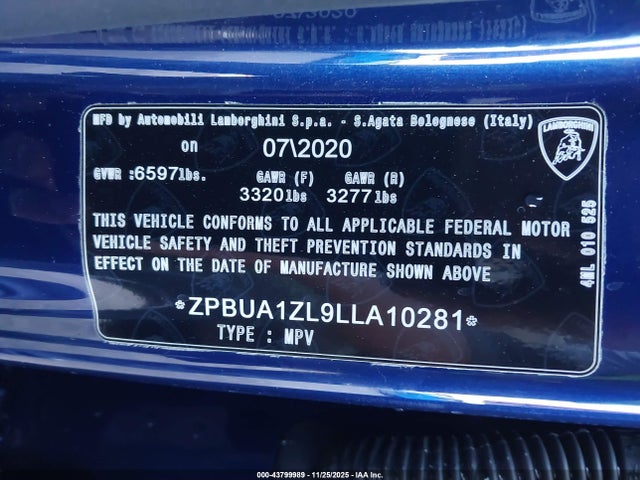 MFD by Automobili Lamborghini S.p.a. - S.Agata Bolognese (Italy)
on 07\2020
GVWR :6597lbs. GAWR (F) GAWR (R)
3320lbs 3277lbs
THIS VEHICLE CONFORMS TO ALL APPLICABLE FEDERAL MOTOR
VEHICLE SAFETY AND THEFT PREVENTION STANDARDS IN
EFFECT ON THE DATE OF MANUFACTURE SHOWN ABOVE
*ZPBUA1ZL9LLA10281*
TYPE : MPV
LAMBORGHINI
4ML 010 525
000-43799989 - 11/25/2025 - IAA Inc.